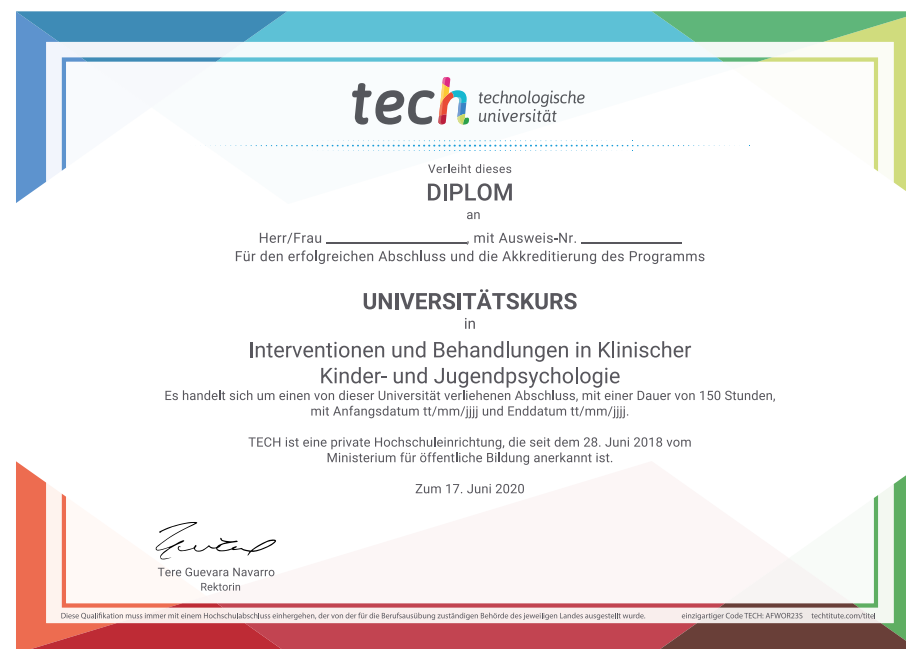 tech technologische
universität
Verleiht dieses
DIPLOM
an
Herr/Frau ____________, mit Ausweis-Nr. ____________
Für den erfolgreichen Abschluss und die Akkreditierung des Programms
UNIVERSITÄTSKURS
in
Interventionen und Behandlungen in Klinischer
Kinder- und Jugendpsychologie
Es handelt sich um einen von dieser Universität verliehenen Abschluss, mit einer Dauer von 150 Stunden,
mit Anfangsdatum tt/mm/jjjj und Enddatum tt/mm/jjjj.
TECH ist eine private Hochschuleinrichtung, die seit dem 28. Juni 2018 vom
Ministerium für öffentliche Bildung anerkannt ist.
Zum 17. Juni 2020
Tere Guevara Navarro
Rektorin
Diese Qualifikation muss immer mit einem Hochschulabschluss einhergehen, der von der für die Berufsausübung zuständigen Behörde des jeweiligen Landes ausgestellt wurde. einzigartiger Code TECH: AFWOR23S techtitute.com/titel